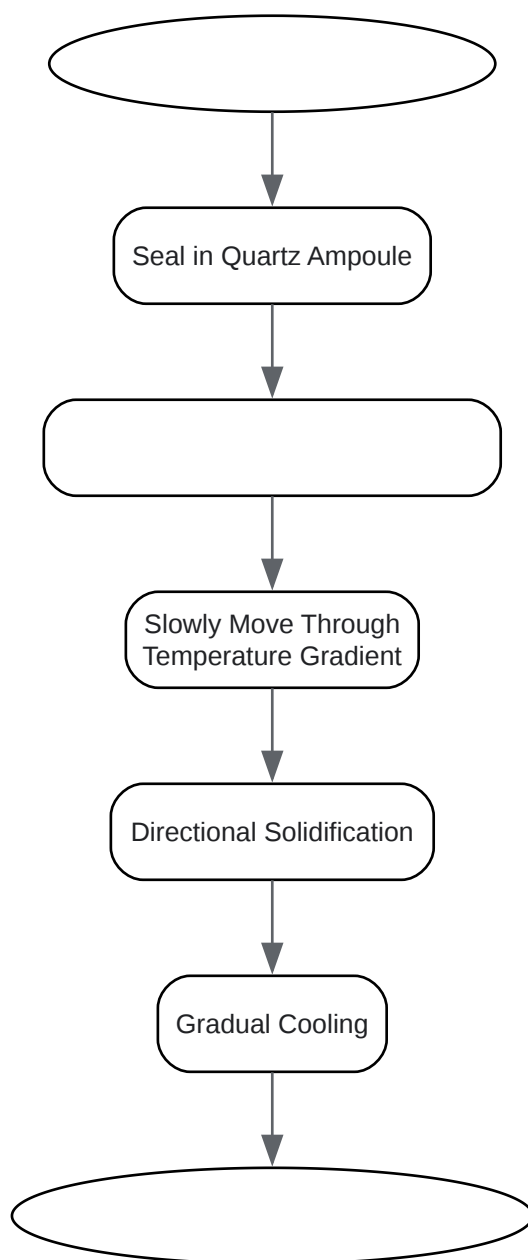 Seal in Quartz Ampoule
Slowly Move Through
Temperature Gradient
Directional Solidification
Gradual Cooling